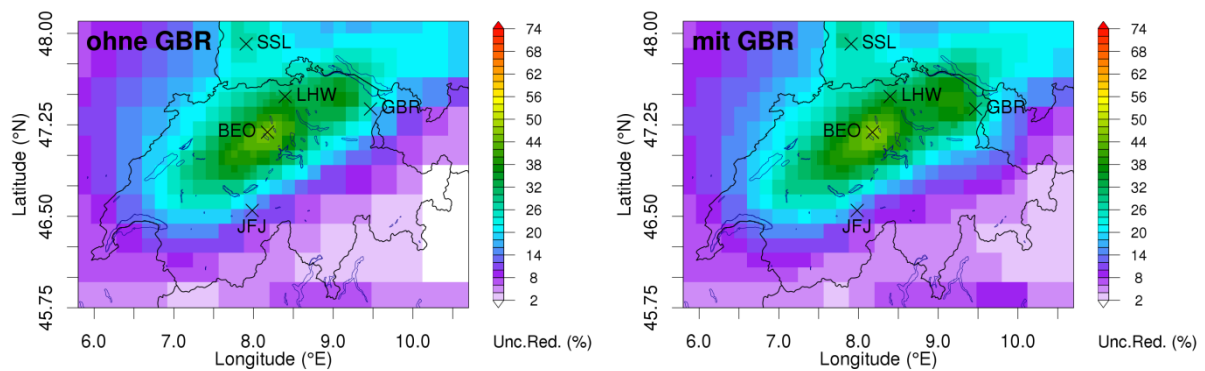 ohne GBR
SSL
LHW
GBR
BEO
JFJ
48.00
47.25
46.50
45.75
Latitude (°N)
6.0 7.0 8.0 9.0 10.0
Longitude (°E)
74
68
62
56
50
44
38
32
26
20
14
8
2
Unc.Red. (%)
mit GBR
SSL
LHW
GBR
BEO
JFJ
48.00
47.25
46.50
45.75
Latitude (°N)
6.0 7.0 8.0 9.0 10.0
Longitude (°E)
74
68
62
56
50
44
38
32
26
20
14
8
2
Unc.Red. (%)